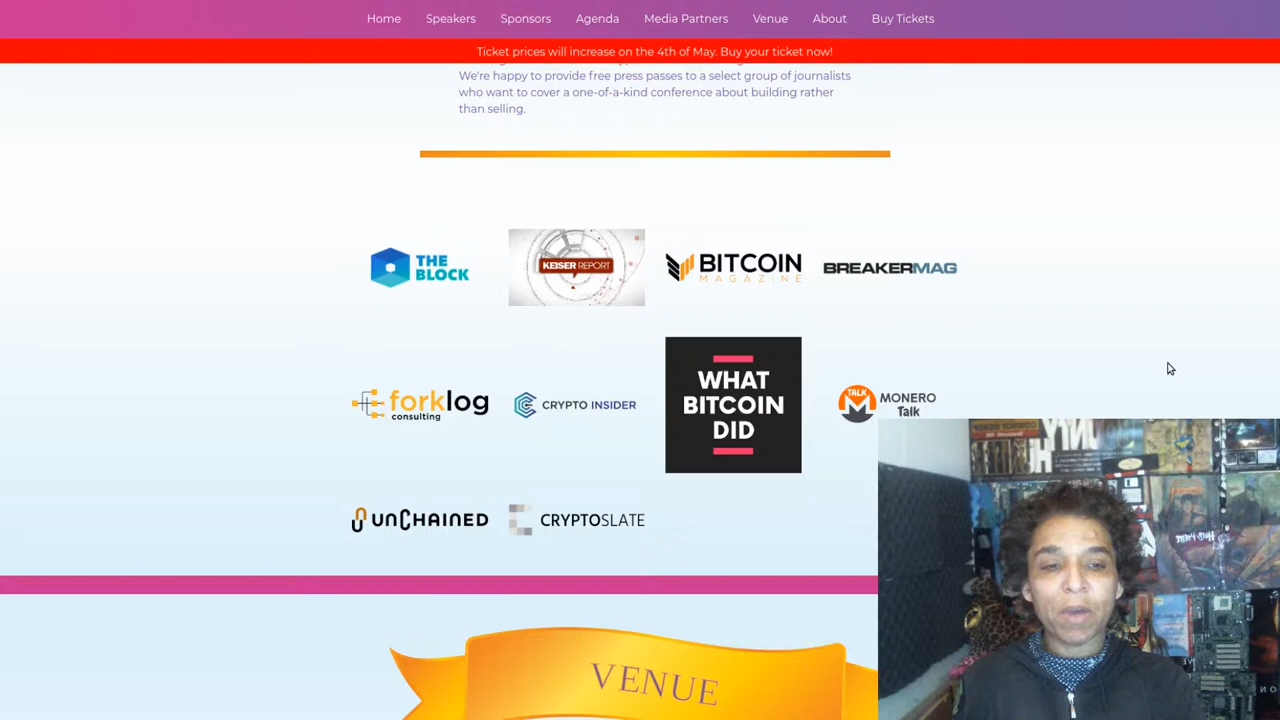 Home Speakers Sponsors Agenda Media Partners Venue About Buy Tickets
Ticket prices will increase on the 4th of May. Buy your ticket now!
We're happy to provide free press passes to a select group of journalists
who want to cover a one-of-a-kind conference about building rather
than selling.
THE
BLOCK
KEISER REPORT
BITCOIN
MAGAZINE
BREAKERMAG
forklog
consulting
CRYPTO INSIDER
WHAT
BITCOIN
DID
TALK
MONERO
Talk
UNCHAINED
CRYPTOSLATE
VENUE